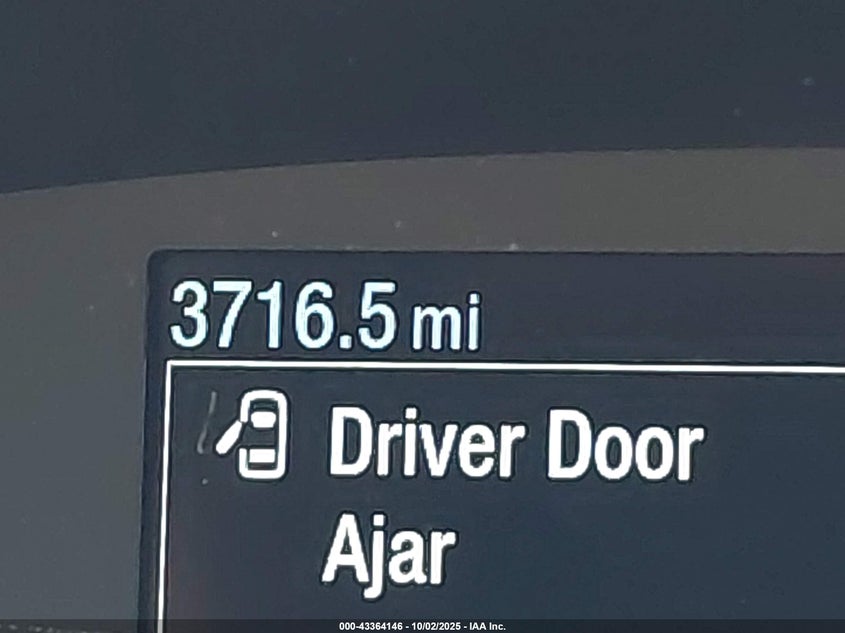 3716.5 mi
Driver Door
Ajar
000-43364146 - 10/02/2025 - IAA Inc.